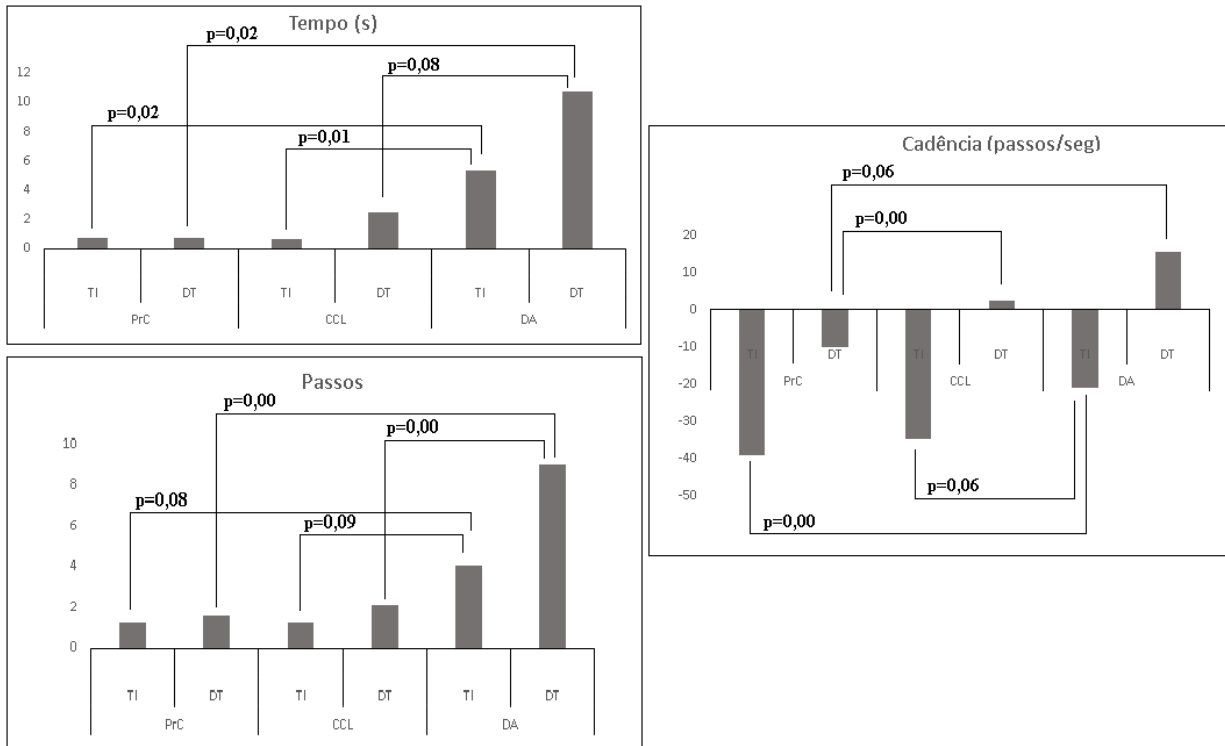 Tempo (s)
p=0,02
p=0,08
p=0,02
p=0,01
12
10
8
6
4
2
0
TI DT TI DT TI DT
PrC CCL DA
Passos
p=0,00
p=0,00
p=0,08
p=0,09
10
8
6
4
2
0
TI DT TI DT TI DT
PrC CCL DA
Cadência (passos/seg)
p=0,06
p=0,00
20
10
0
-10
-20
-30
-40
-50
TI DT TI DT TI DT
PrC CCL DA
p=0,06
p=0,00